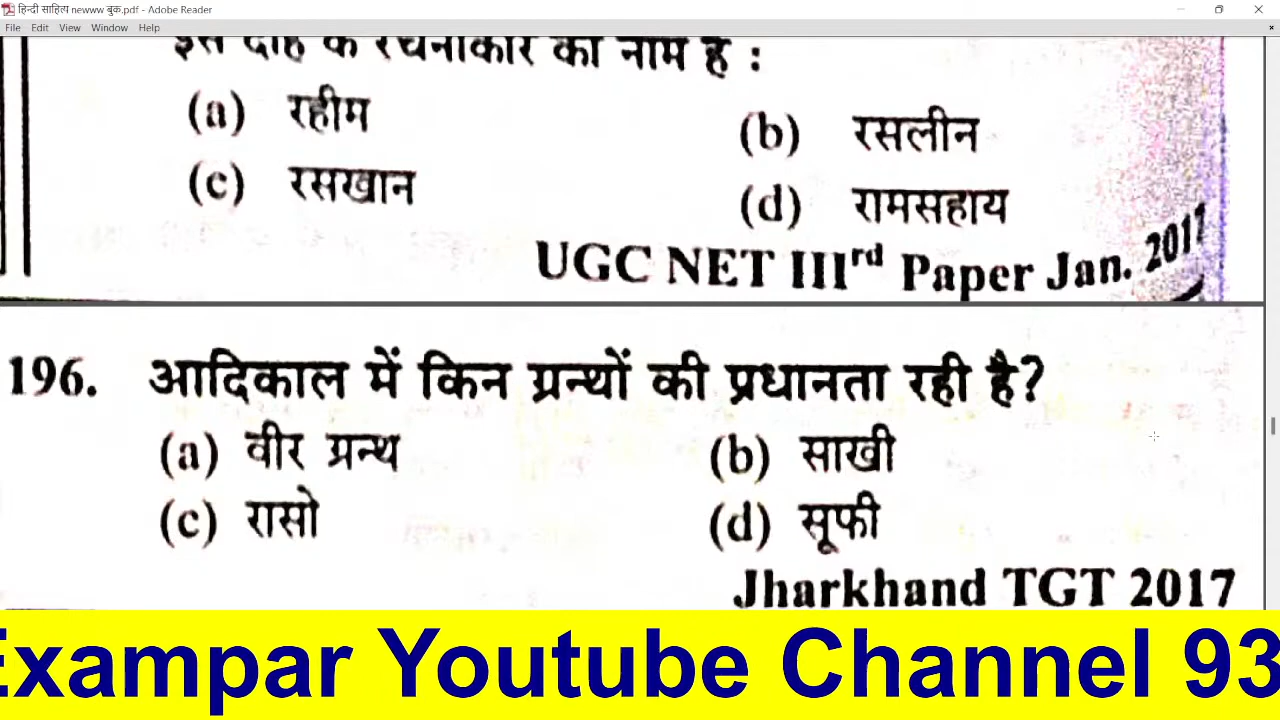 हिन्दी साहित्य newww बुक.pdf - Adobe Reader
File Edit View Window Help
इस दोहे के रचनाकार का नाम है :
(a) रहीम
(b) रसलीन
(c) रसखान
(d) रामसहाय
UGC NET IIIrd Paper Jan. 2017
196. आदिकाल में किन ग्रन्थों की प्रधानता रही है?
(a) वीर ग्रन्थ
(b) साखी
(c) रासो
(d) सूफी
Jharkhand TGT 2017
Exampar Youtube Channel 93